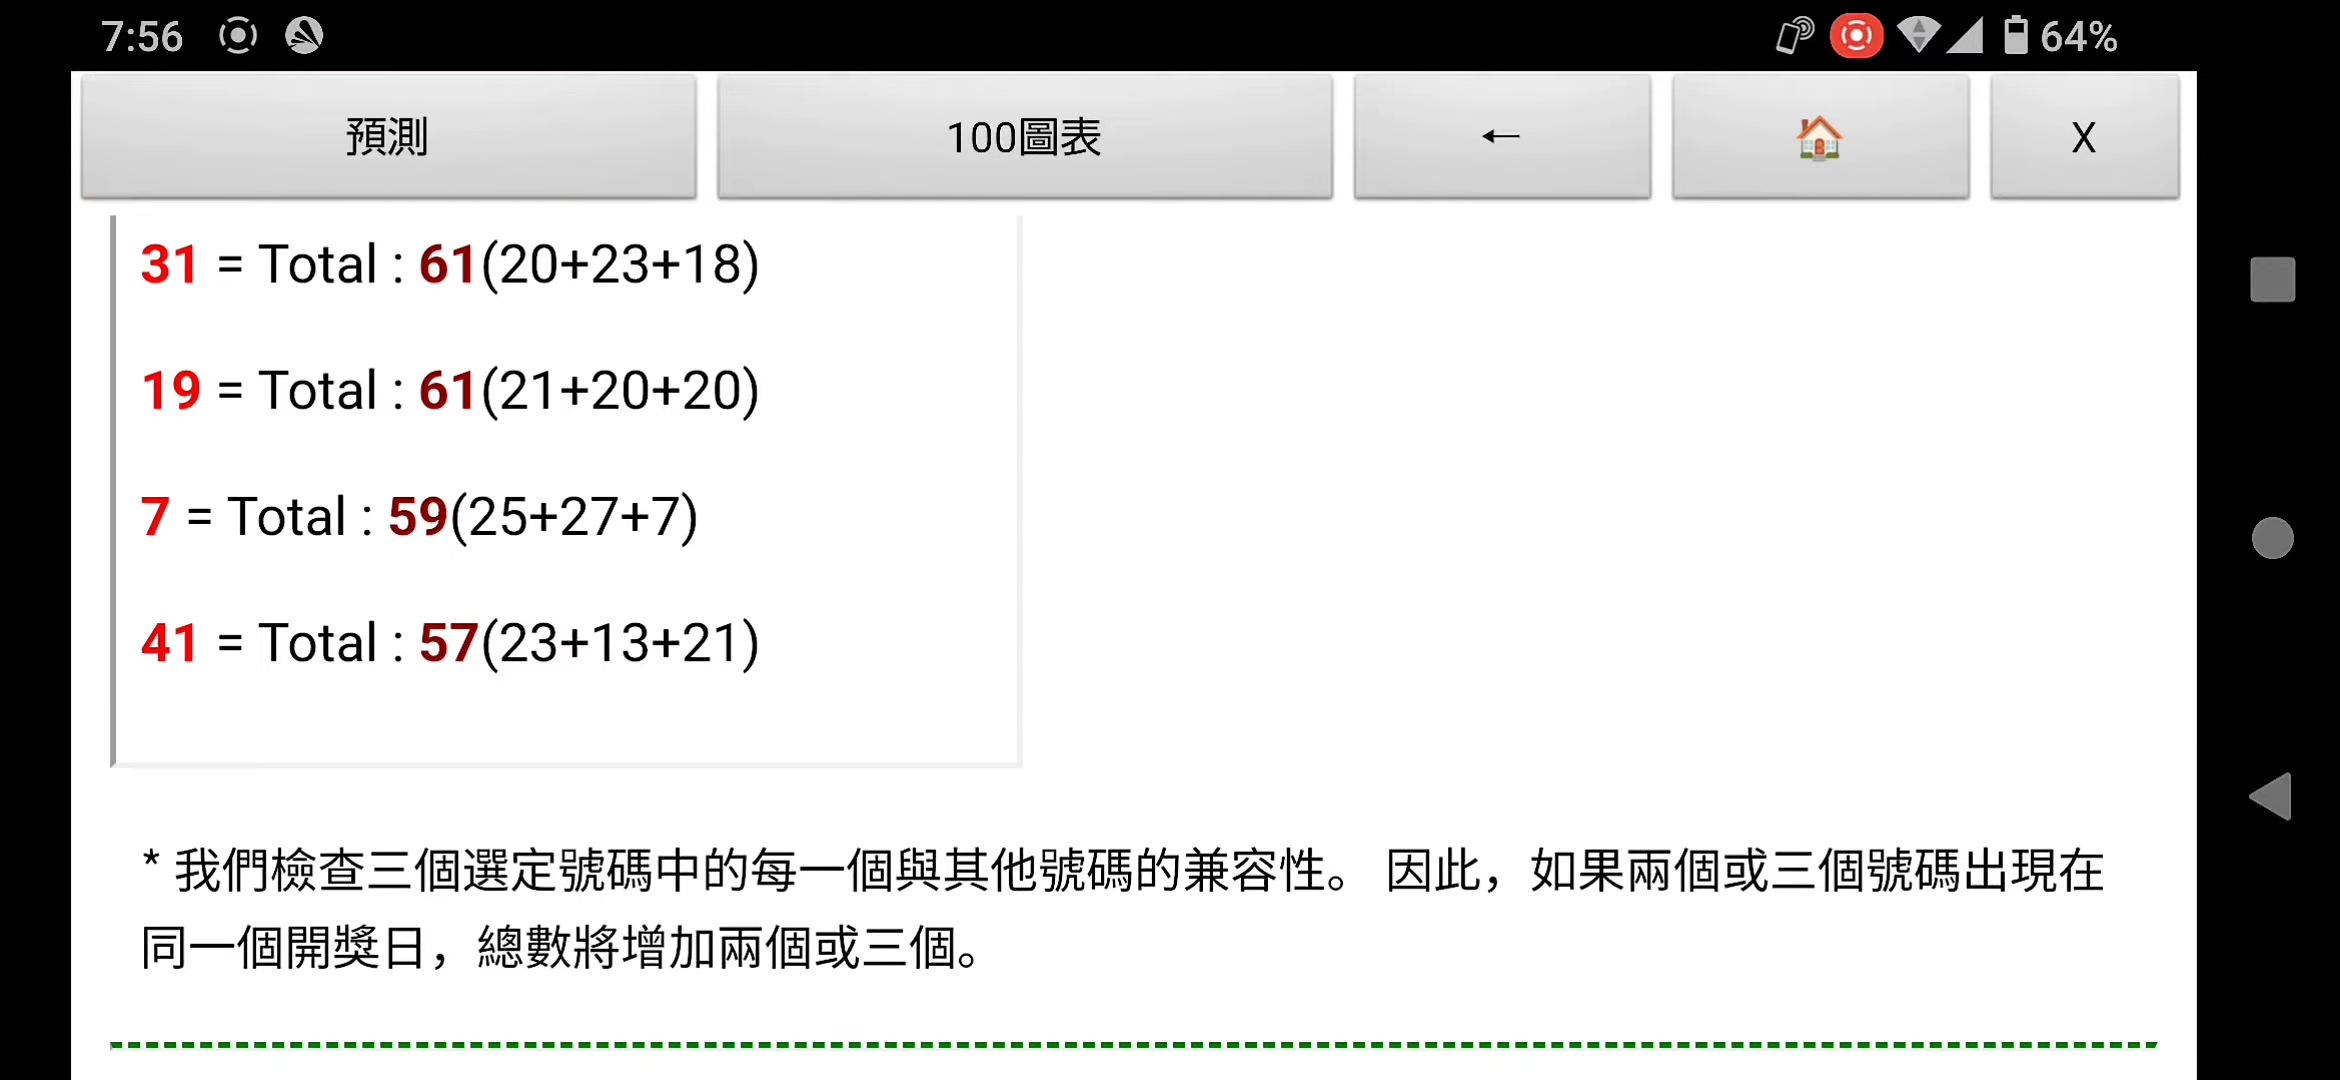 7:56
64%
預測
100圖表
←
X
31 = Total : 61(20+23+18)
19 = Total : 61(21+20+20)
7 = Total : 59(25+27+7)
41 = Total : 57(23+13+21)
* 我們檢查三個選定號碼中的每一個與其他號碼的兼容性。 因此，如果兩個或三個號碼出現在
同一個開獎日，總數將增加兩個或三個。